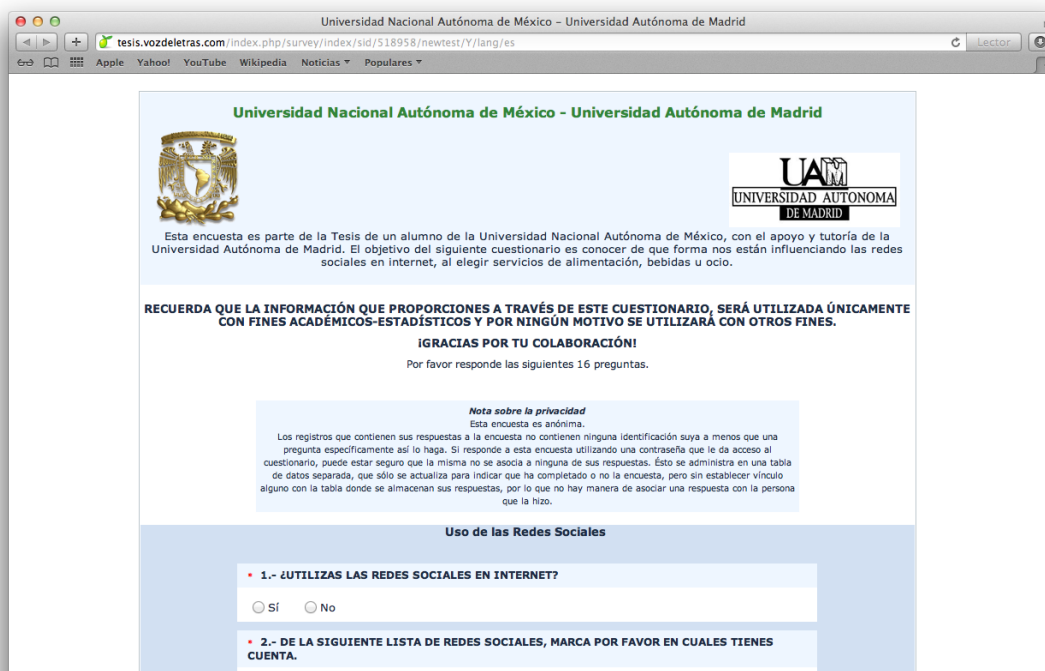 Universidad Nacional Autónoma de México – Universidad Autónoma de Madrid
tesis.vozdeletras.com/index.php/survey/index/sid/518958/newtest/Y/lang/es
Lector
Apple Yahoo! YouTube Wikipedia Noticias Populares
Universidad Nacional Autónoma de México - Universidad Autónoma de Madrid
UAM
UNIVERSIDAD AUTONOMA
DE MADRID
Esta encuesta es parte de la Tesis de un alumno de la Universidad Nacional Autónoma de México, con el apoyo y tutoría de la
Universidad Autónoma de Madrid. El objetivo del siguiente cuestionario es conocer de que forma nos están influenciando las redes
sociales en internet, al elegir servicios de alimentación, bebidas u ocio.
RECUERDA QUE LA INFORMACIÓN QUE PROPORCIONES A TRAVÉS DE ESTE CUESTIONARIO, SERÁ UTILIZADA ÚNICAMENTE
CON FINES ACADÉMICOS-ESTADÍSTICOS Y POR NINGÚN MOTIVO SE UTILIZARÁ CON OTROS FINES.
¡GRACIAS POR TU COLABORACIÓN!
Por favor responde las siguientes 16 preguntas.
Nota sobre la privacidad
Esta encuesta es anónima.
Los registros que contienen sus respuestas a la encuesta no contienen ninguna identificación suya a menos que una
pregunta específicamente así lo haga. Si responde a esta encuesta utilizando una contraseña que le da acceso al
cuestionario, puede estar seguro que la misma no se asocia a ninguna de sus respuestas. Ésto se administra en una tabla
de datos separada, que sólo se actualiza para indicar que ha completado o no la encuesta, pero sin establecer vínculo
alguno con la tabla donde se almacenan sus respuestas, por lo que no hay manera de asociar una respuesta con la persona
que la hizo.
Uso de las Redes Sociales
* 1.- ¿UTILIZAS LAS REDES SOCIALES EN INTERNET?
Sí No
* 2.- DE LA SIGUIENTE LISTA DE REDES SOCIALES, MARCA POR FAVOR EN CUALES TIENES
CUENTA.